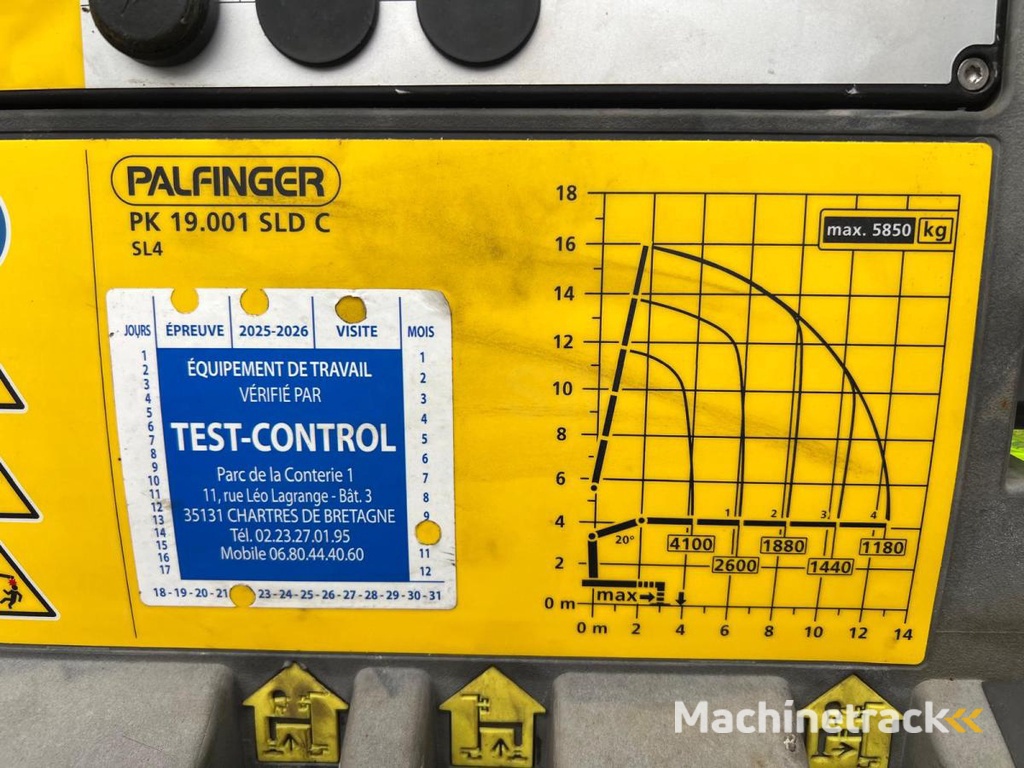 PALFINGER
PK 19.001 SLD C
SL4
JOURS ÉPREUVE 2025-2026 VISITE MOIS
ÉQUIPEMENT DE TRAVAIL
VÉRIFIÉ PAR
TEST-CONTROL
Parc de la Conterie 1
11, rue Léo Lagrange - Bât. 3
35131 CHARTRES DE BRETAGNE
Tél. 02.23.27.01.95
Mobile 06.80.44.40.60
1
2
3
4
5
6
7
8
9
10
11
12
13
14
15
16
17
18 - 19 - 20 - 21 23 - 24 - 25 - 26 - 27 - 28 - 29 - 30 - 31
1
2
3
4
5
6
7
8
9
11
12
max. 5850 kg
18
16
14
12
10
8
6
4
2
0 m
20°
1 2 3 4
4100 1880 1180
2600 1440
max
0 m 2 4 6 8 10 12 14
Machinetrack